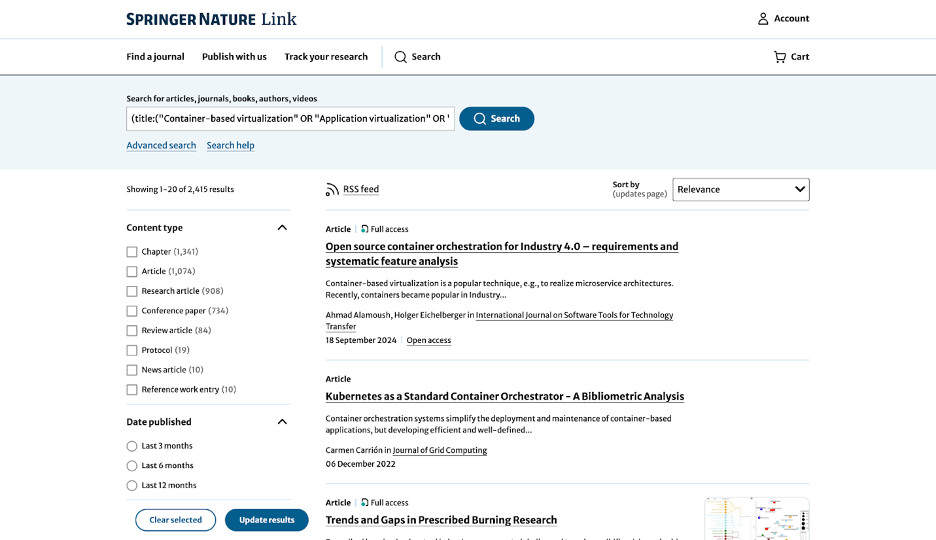 SPRINGER NATURE Link
Account
Find a journal
Publish with us
Track your research
Search
Cart
Search for articles, journals, books, authors, videos
(title:("Container-based virtualization" OR "Application virtualization" OR '
Search
Advanced search
Search help
Showing 1-20 of 2,415 results
RSS feed
Sort by
(updates page)
Relevance
Content type
Chapter (1,341)
Article (1,074)
Research article (908)
Conference paper (734)
Review article (84)
Protocol (19)
News article (10)
Reference work entry (10)
Date published
Last 3 months
Last 6 months
Last 12 months
Clear selected
Update results
Article
Full access
Open source container orchestration for Industry 4.0 – requirements and
systematic feature analysis
Container-based virtualization is a popular technique, e.g., to realize microservice architectures.
Recently, containers became popular in Industry...
Ahmad Alamoush, Holger Eichelberger in International Journal on Software Tools for Technology
Transfer
18 September 2024
Open access
Article
Kubernetes as a Standard Container Orchestrator - A Bibliometric Analysis
Container orchestration systems simplify the deployment and maintenance of container-based
applications, but developing efficient and well-defined...
Carmen Carrión in Journal of Grid Computing
06 December 2022
Article
Full access
Trends and Gaps in Prescribed Burning Research